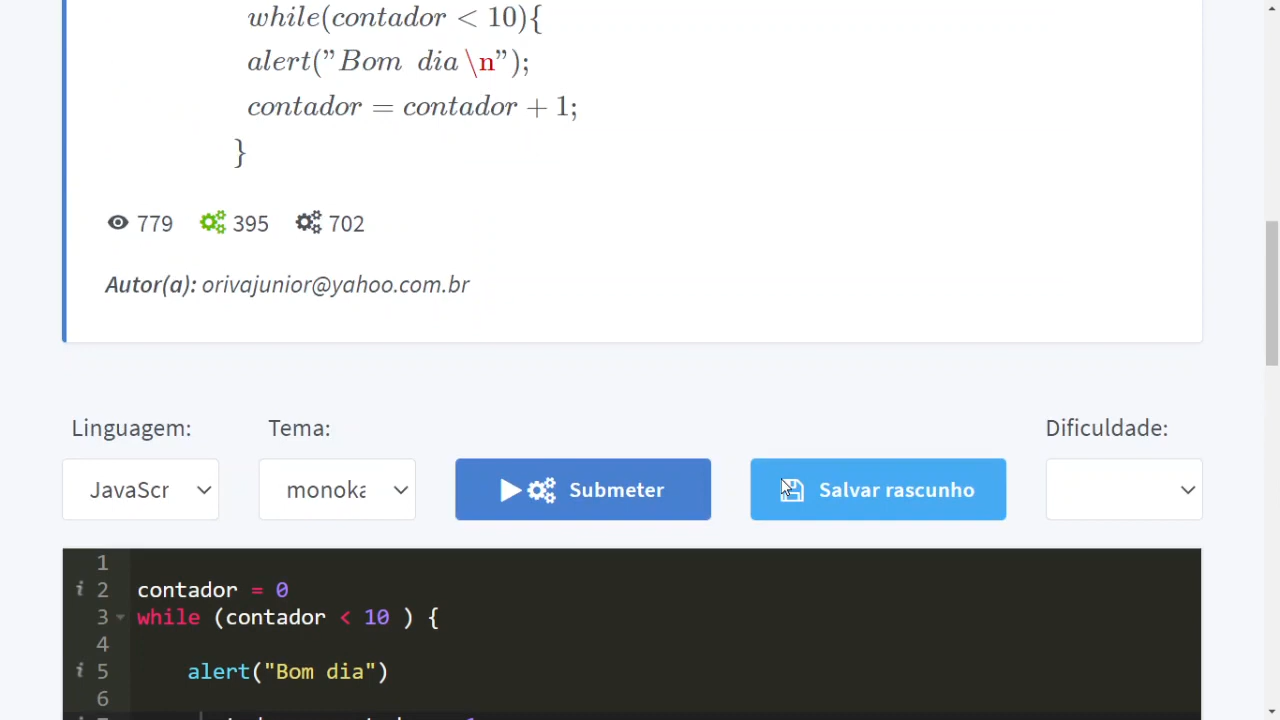 while(contador < 10){
alert("Bom dia\n");
contador = contador + 1;
}
779 395 702
Autor(a): orivajunior@yahoo.com.br
Linguagem: Tema: Dificuldade:
JavaScr monoka Submeter Salvar rascunho
1
2 contador = 0
3 while (contador < 10 ) {
4
5 alert("Bom dia")
6